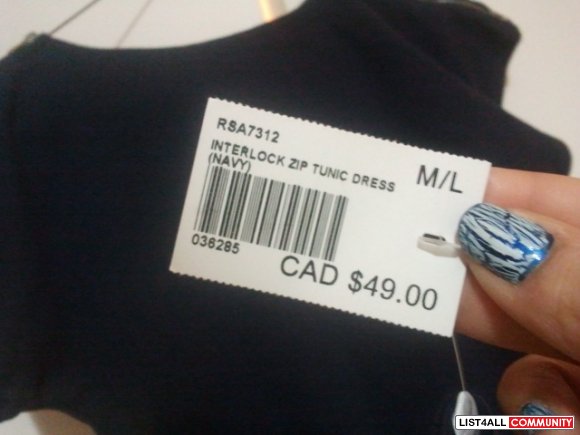 RSA7312
INTERLOCK ZIP TUNIC DRESS
(NAVY)
M/L
036285
CAD $49.00
LIST4ALL COMMUNITY